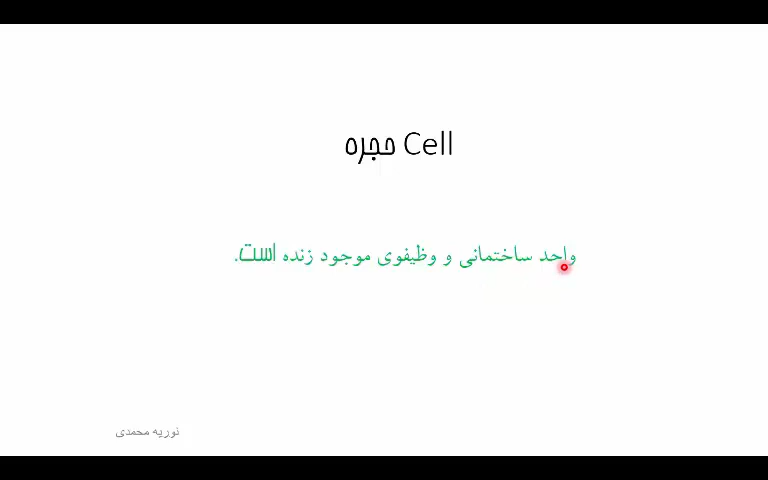 حجره Cell
واحد ساختمانی و وظیفوی موجود زنده است.
نوریه محمدی